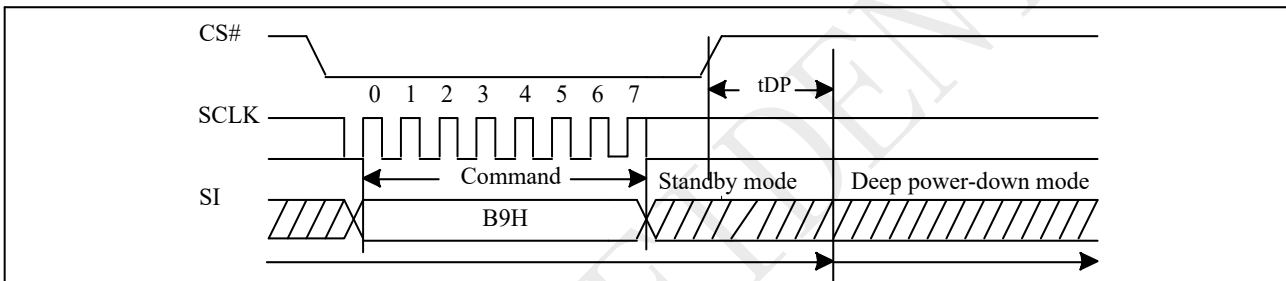 CS#
0 1 2 3 4 5 6 7
tDP
SCLK
Command
Standby mode
Deep power-down mode
SI
B9H